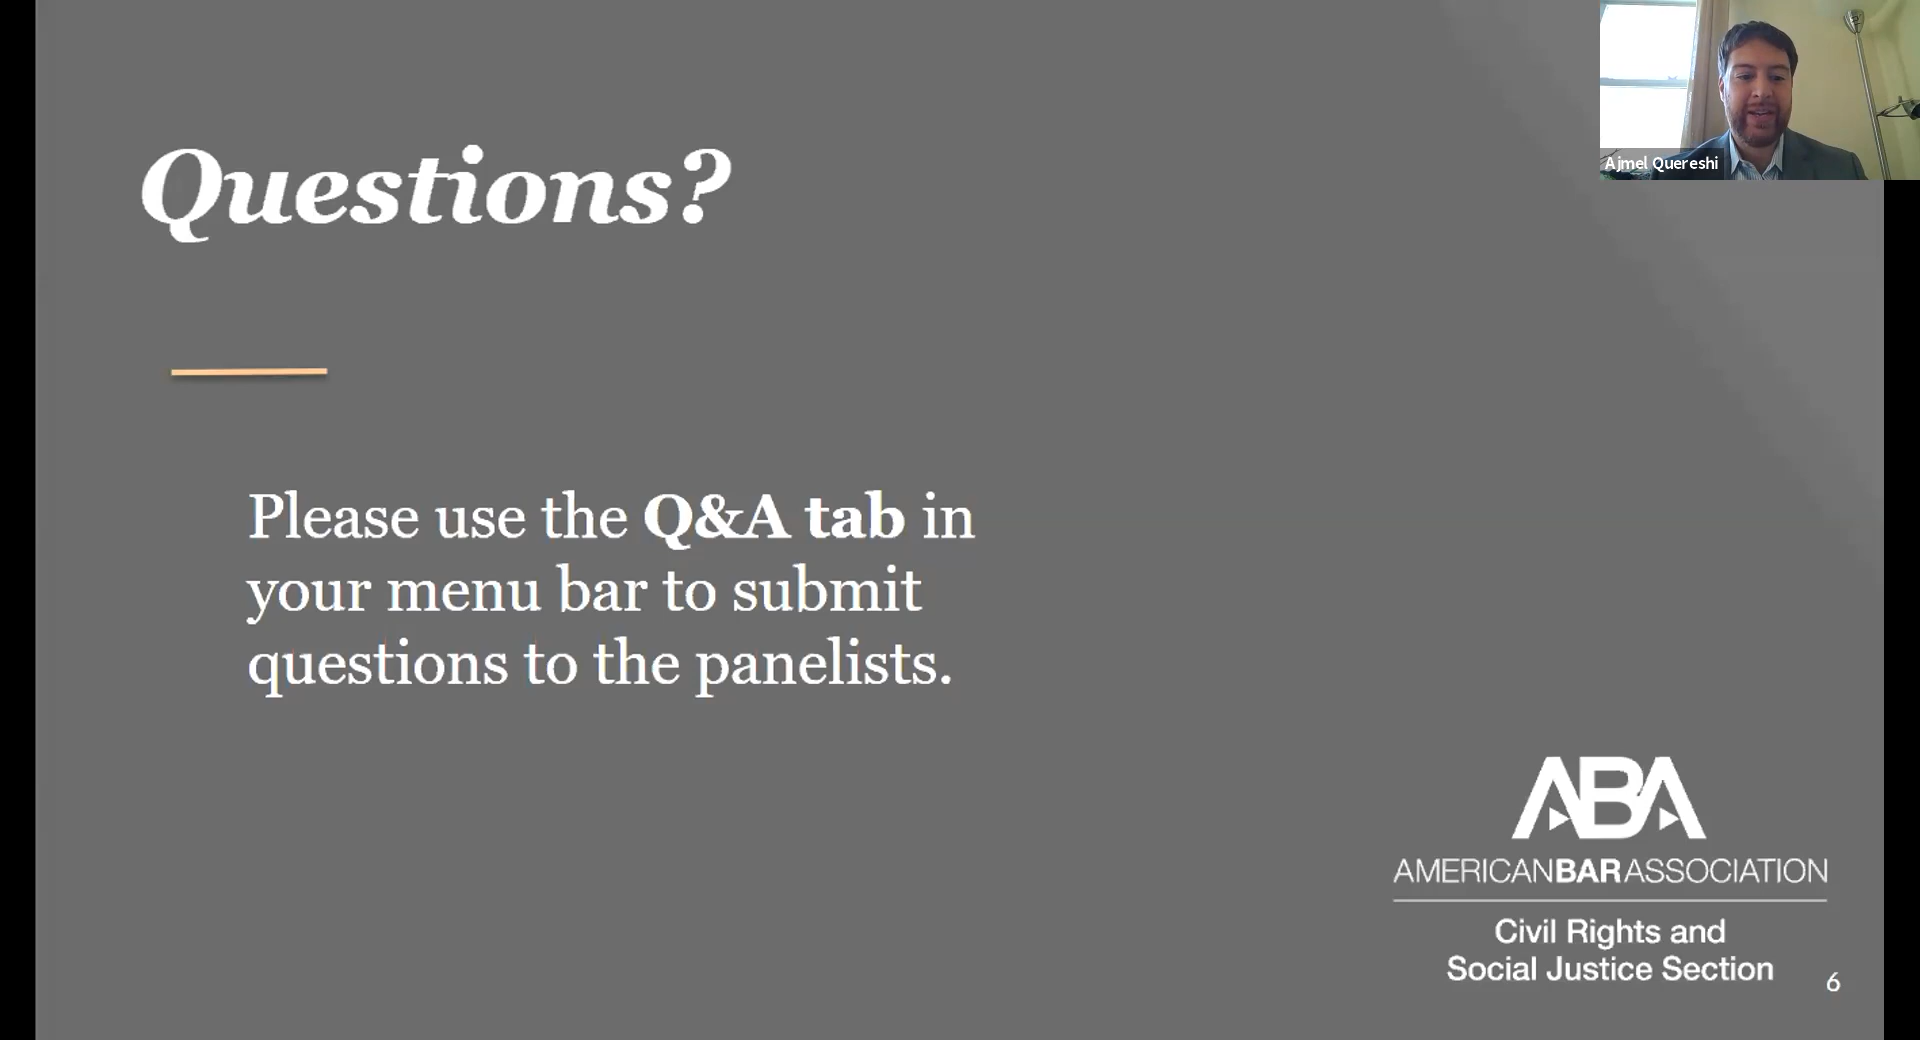 Questions?
Ajmel Quereshi
Please use the Q&A tab in
your menu bar to submit
questions to the panelists.
ABA
AMERICANBARASSOCIATION
Civil Rights and
Social Justice Section
6